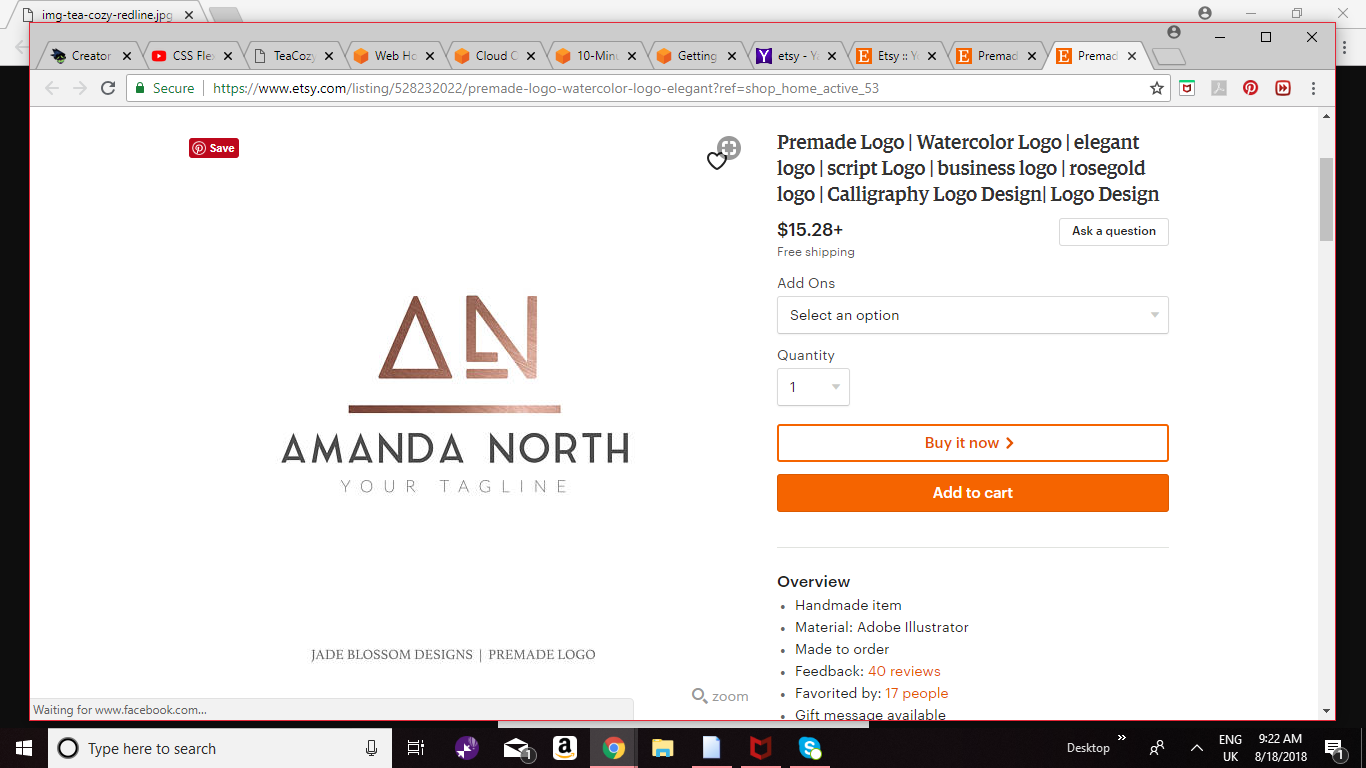 img-tea-cozy-redline.jpg
Creator
CSS Fle
TeaCozy
Web Ho
Cloud C
10-Minu
Getting
etsy - Ya
Etsy :: Yo
Premad
Premad
Secure
https://www.etsy.com/listing/528232022/premade-logo-watercolor-logo-elegant?ref=shop_home_active_53
Save
Premade Logo | Watercolor Logo | elegant
logo | script Logo | business logo | rosegold
logo | Calligraphy Logo Design| Logo Design
$15.28+
Ask a question
Free shipping
Add Ons
Select an option
Quantity
1
Buy it now
Add to cart
AN
AMANDA NORTH
YOUR TAGLINE
JADE BLOSSOM DESIGNS | PREMADE LOGO
zoom
Overview
Handmade item
Material: Adobe Illustrator
Made to order
Feedback: 40 reviews
Favorited by: 17 people
Gift message available
Waiting for www.facebook.com...
Type here to search
1
Desktop
ENG
UK
9:22 AM
8/18/2018
1